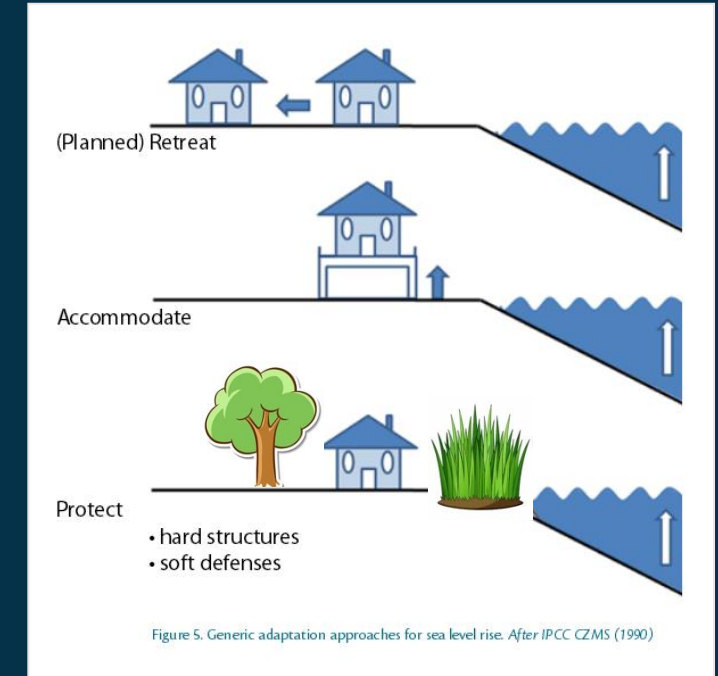 (Planned) Retreat
Accommodate
Protect
• hard structures
• soft defenses
Figure 5. Generic adaptation approaches for sea level rise. After IPCC CZMS (1990)